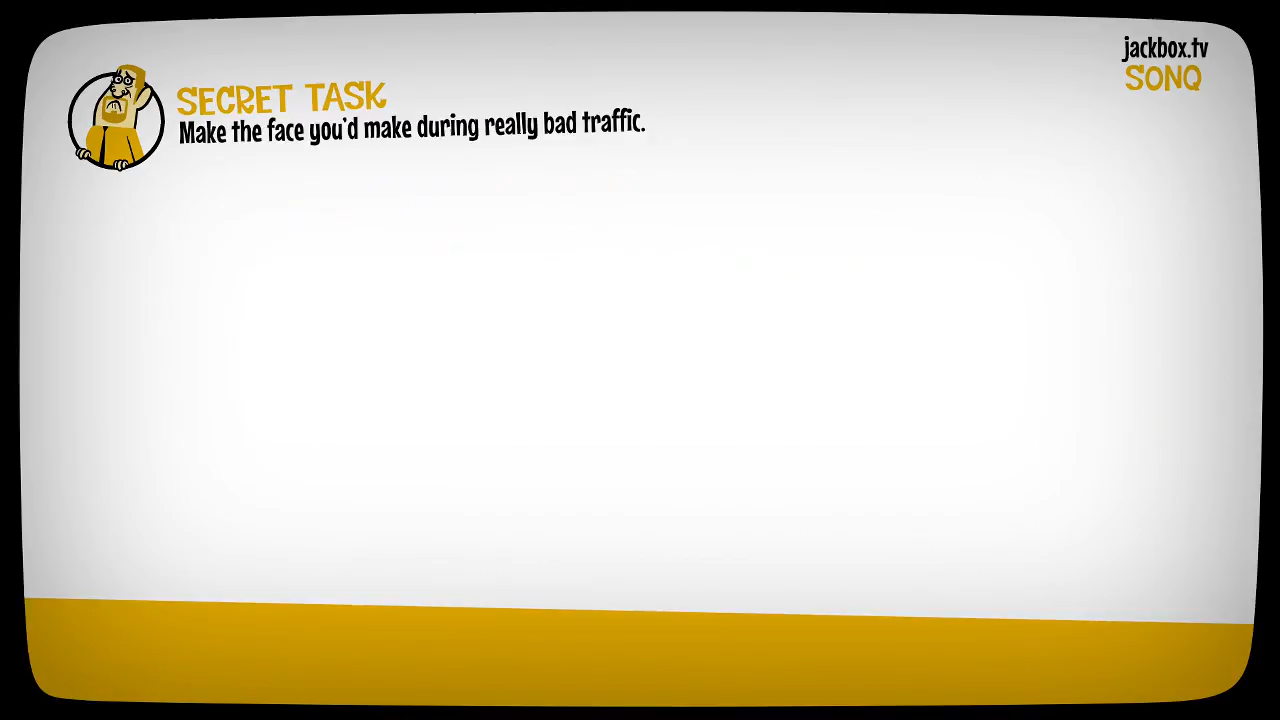 jackbox.tv
SONQ
SECRET TASK
Make the face you'd make during really bad traffic.